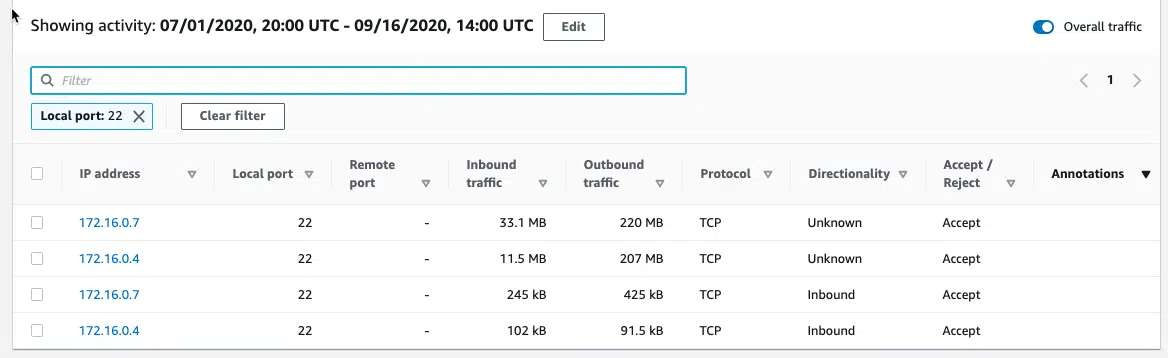 Showing activity: 07/01/2020, 20:00 UTC - 09/16/2020, 14:00 UTC Edit Overall traffic
Filter 1
Local port: 22 Clear filter
IP address Local port Remote port Inbound traffic Outbound traffic Protocol Directionality Accept / Reject Annotations
172.16.0.7 22 - 33.1 MB 220 MB TCP Unknown Accept
172.16.0.4 22 - 11.5 MB 207 MB TCP Unknown Accept
172.16.0.7 22 - 245 kB 425 kB TCP Inbound Accept
172.16.0.4 22 - 102 kB 91.5 kB TCP Inbound Accept